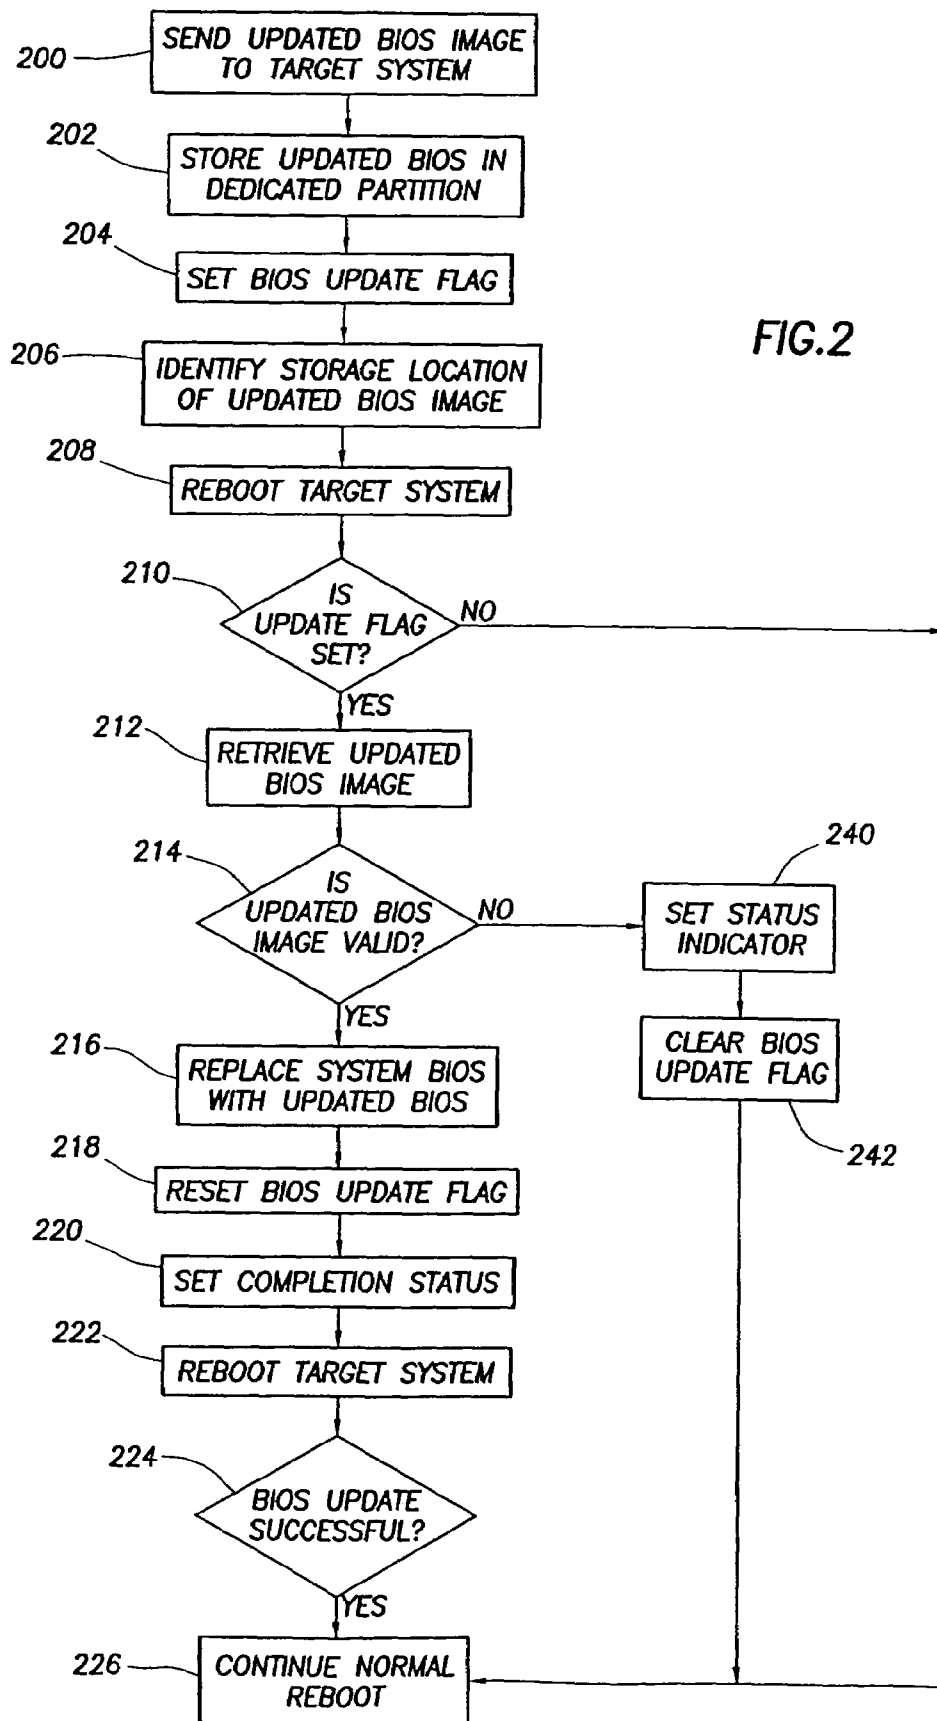 200
SEND UPDATED BIOS IMAGE
TO TARGET SYSTEM
202
STORE UPDATED BIOS IN
DEDICATED PARTITION
204
SET BIOS UPDATE FLAG
FIG.2
206
IDENTIFY STORAGE LOCATION
OF UPDATED BIOS IMAGE
208
REBOOT TARGET SYSTEM
210
IS
UPDATE FLAG
SET?
NO
YES
212
RETRIEVE UPDATED
BIOS IMAGE
214
IS
UPDATED BIOS
IMAGE VALID?
NO
YES
240
SET STATUS
INDICATOR
CLEAR BIOS
UPDATE FLAG
242
216
REPLACE SYSTEM BIOS
WITH UPDATED BIOS
218
RESET BIOS UPDATE FLAG
220
SET COMPLETION STATUS
222
REBOOT TARGET SYSTEM
224
BIOS UPDATE
SUCCESSFUL?
YES
226
CONTINUE NORMAL
REBOOT